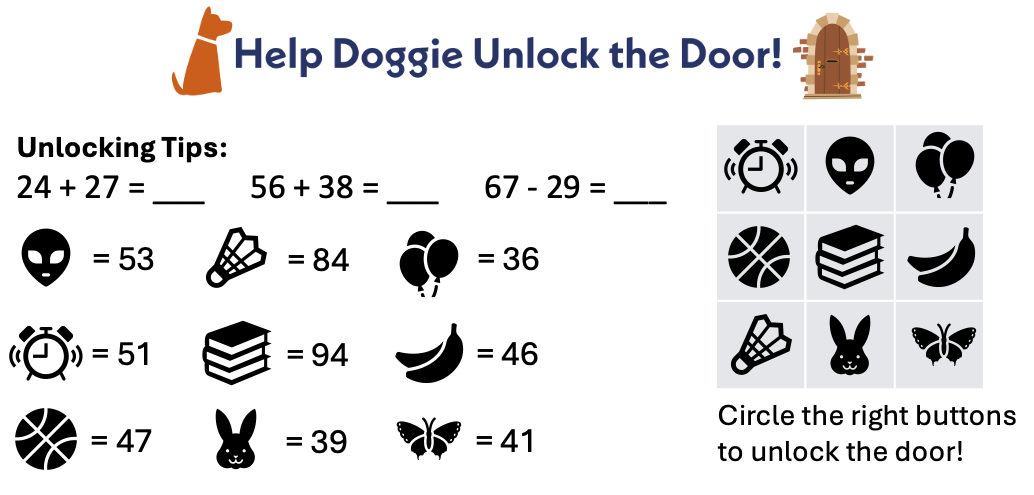 Help Doggie Unlock the Door!
Unlocking Tips:
24 + 27 = ___ 56 + 38 = ___ 67 - 29 = ___
= 53 = 84 = 36
= 51 = 94 = 46
= 47 = 39 = 41
Circle the right buttons
to unlock the door!